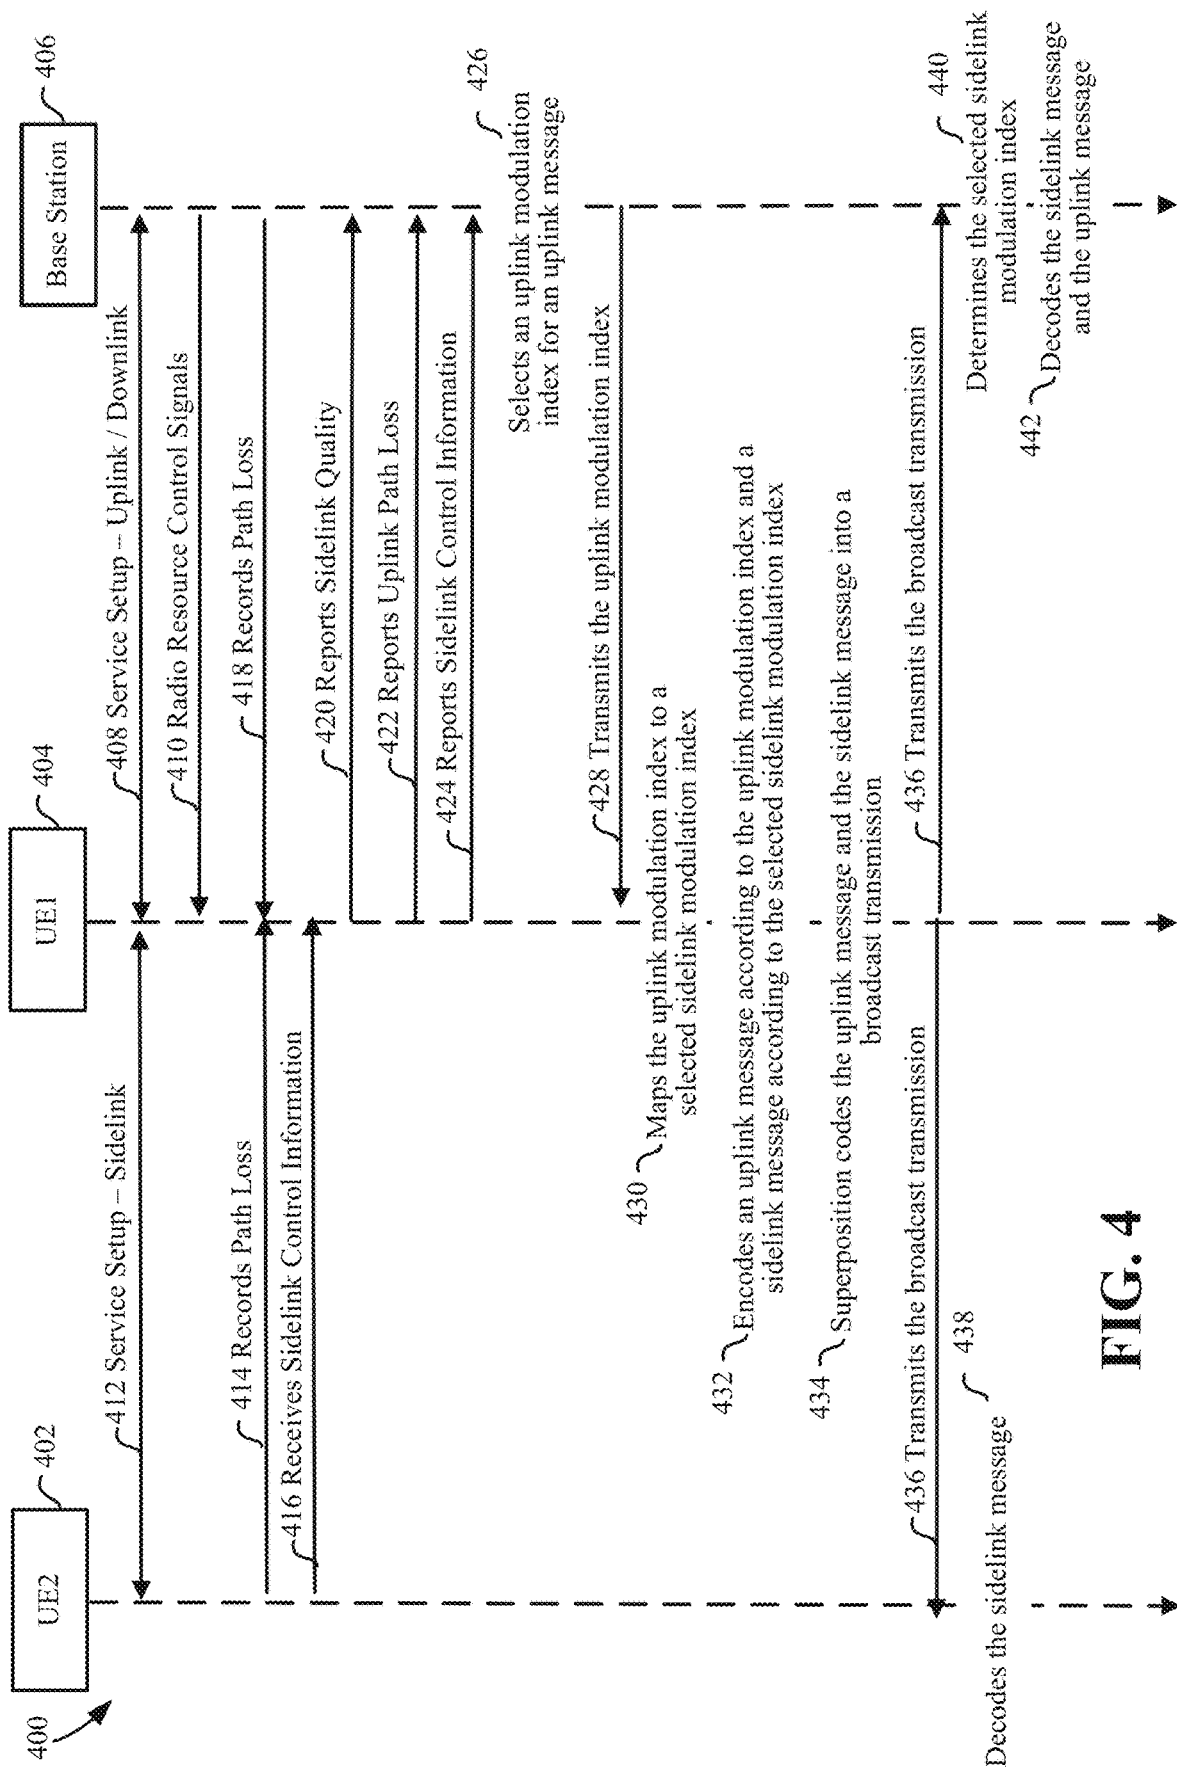 400
UE2
402
UE1
404
Base Station
406
412 Service Setup – Sidelink
408 Service Setup – Uplink / Downlink
410 Radio Resource Control Signals
414 Records Path Loss
418 Records Path Loss
416 Receives Sidelink Control Information
420 Reports Sidelink Quality
422 Reports Uplink Path Loss
424 Reports Sidelink Control Information
426
Selects an uplink modulation
index for an uplink message
428 Transmits the uplink modulation index
430
Maps the uplink modulation index to a
selected sidelink modulation index
432
Encodes an uplink message according to the uplink modulation index and a
sidelink message according to the selected sidelink modulation index
434
Superposition codes the uplink message and the sidelink message into a
broadcast transmission
436 Transmits the broadcast transmission
436 Transmits the broadcast transmission
438
Decodes the sidelink message
440
Determines the selected sidelink
modulation index
442
Decodes the sidelink message
and the uplink message
FIG. 4